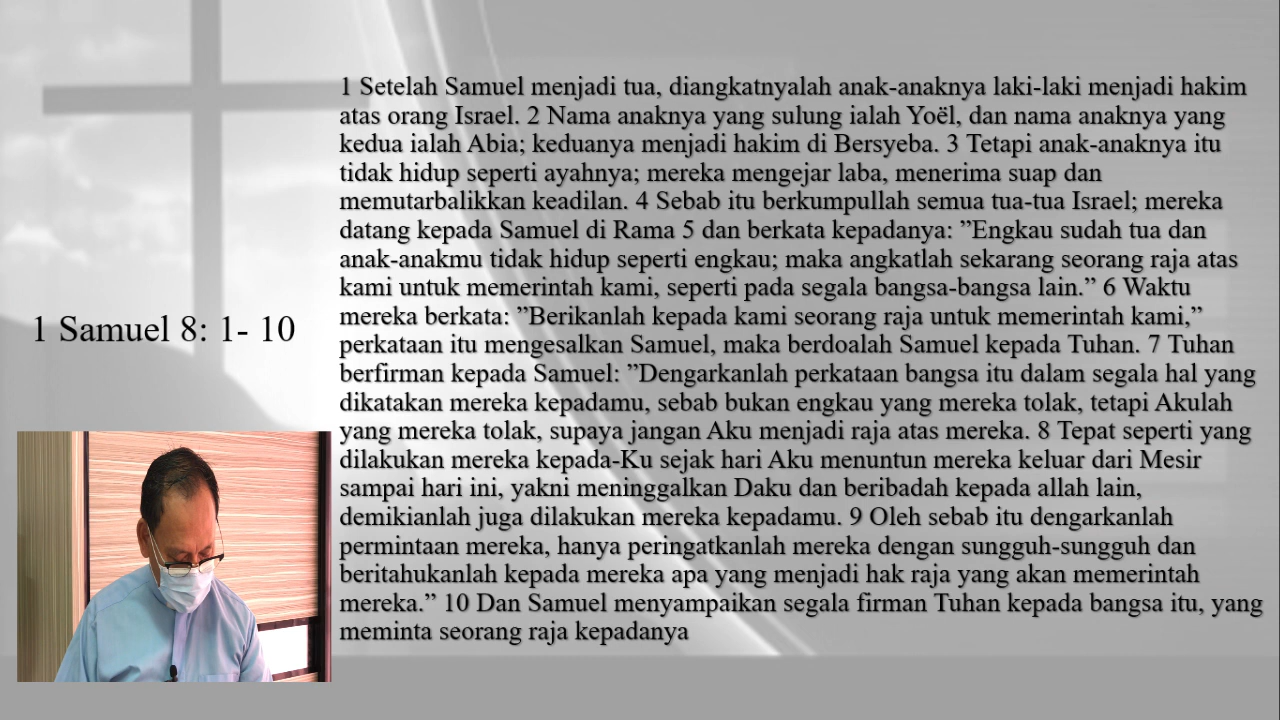 1 Samuel 8: 1- 10
1 Setelah Samuel menjadi tua, diangkatnyalah anak-anaknya laki-laki menjadi hakim
atas orang Israel. 2 Nama anaknya yang sulung ialah Yoël, dan nama anaknya yang
kedua ialah Abia; keduanya menjadi hakim di Bersyeba. 3 Tetapi anak-anaknya itu
tidak hidup seperti ayahnya; mereka mengejar laba, menerima suap dan
memutarbalikkan keadilan. 4 Sebab itu berkumpullah semua tua-tua Israel; mereka
datang kepada Samuel di Rama 5 dan berkata kepadanya: ”Engkau sudah tua dan
anak-anakmu tidak hidup seperti engkau; maka angkatlah sekarang seorang raja atas
kami untuk memerintah kami, seperti pada segala bangsa-bangsa lain.” 6 Waktu
mereka berkata: ”Berikanlah kepada kami seorang raja untuk memerintah kami,”
perkataan itu mengesalkan Samuel, maka berdoalah Samuel kepada Tuhan. 7 Tuhan
berfirman kepada Samuel: ”Dengarkanlah perkataan bangsa itu dalam segala hal yang
dikatakan mereka kepadamu, sebab bukan engkau yang mereka tolak, tetapi Akulah
yang mereka tolak, supaya jangan Aku menjadi raja atas mereka. 8 Tepat seperti yang
dilakukan mereka kepada-Ku sejak hari Aku menuntun mereka keluar dari Mesir
sampai hari ini, yakni meninggalkan Daku dan beribadah kepada allah lain,
demikianlah juga dilakukan mereka kepadamu. 9 Oleh sebab itu dengarkanlah
permintaan mereka, hanya peringatkanlah mereka dengan sungguh-sungguh dan
beritahukanlah kepada mereka apa yang menjadi hak raja yang akan memerintah
mereka.” 10 Dan Samuel menyampaikan segala firman Tuhan kepada bangsa itu, yang
meminta seorang raja kepadanya